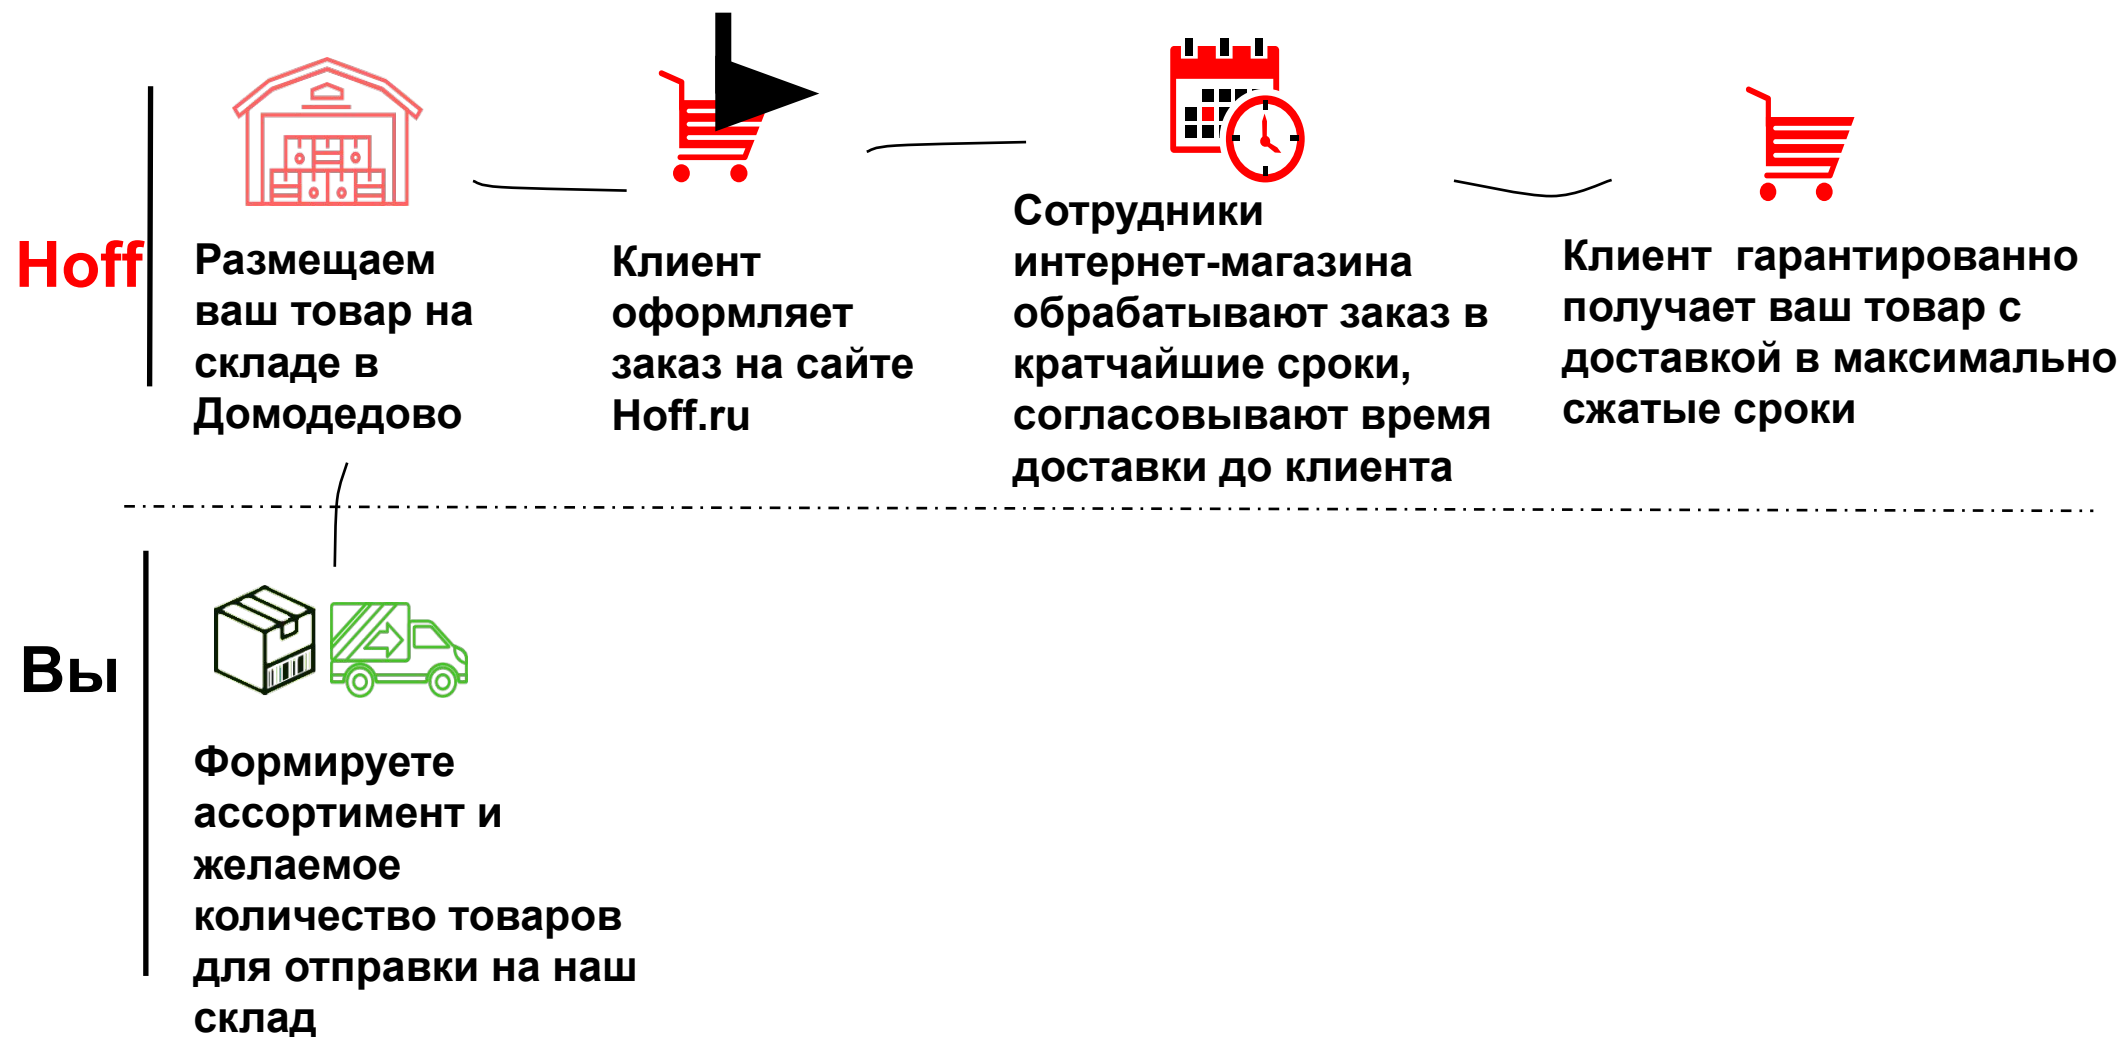 Hoff
Размещаем
ваш товар на
складе в
Домодедово
Клиент
оформляет
заказ на сайте
Hoff.ru
Сотрудники
интернет-магазина
обрабатывают заказ в
кратчайшие сроки,
согласовывают время
доставки до клиента
Клиент гарантированно
получает ваш товар с
доставкой в максимально
сжатые сроки
Вы
Формируете
ассортимент и
желаемое
количество товаров
для отправки на наш
склад